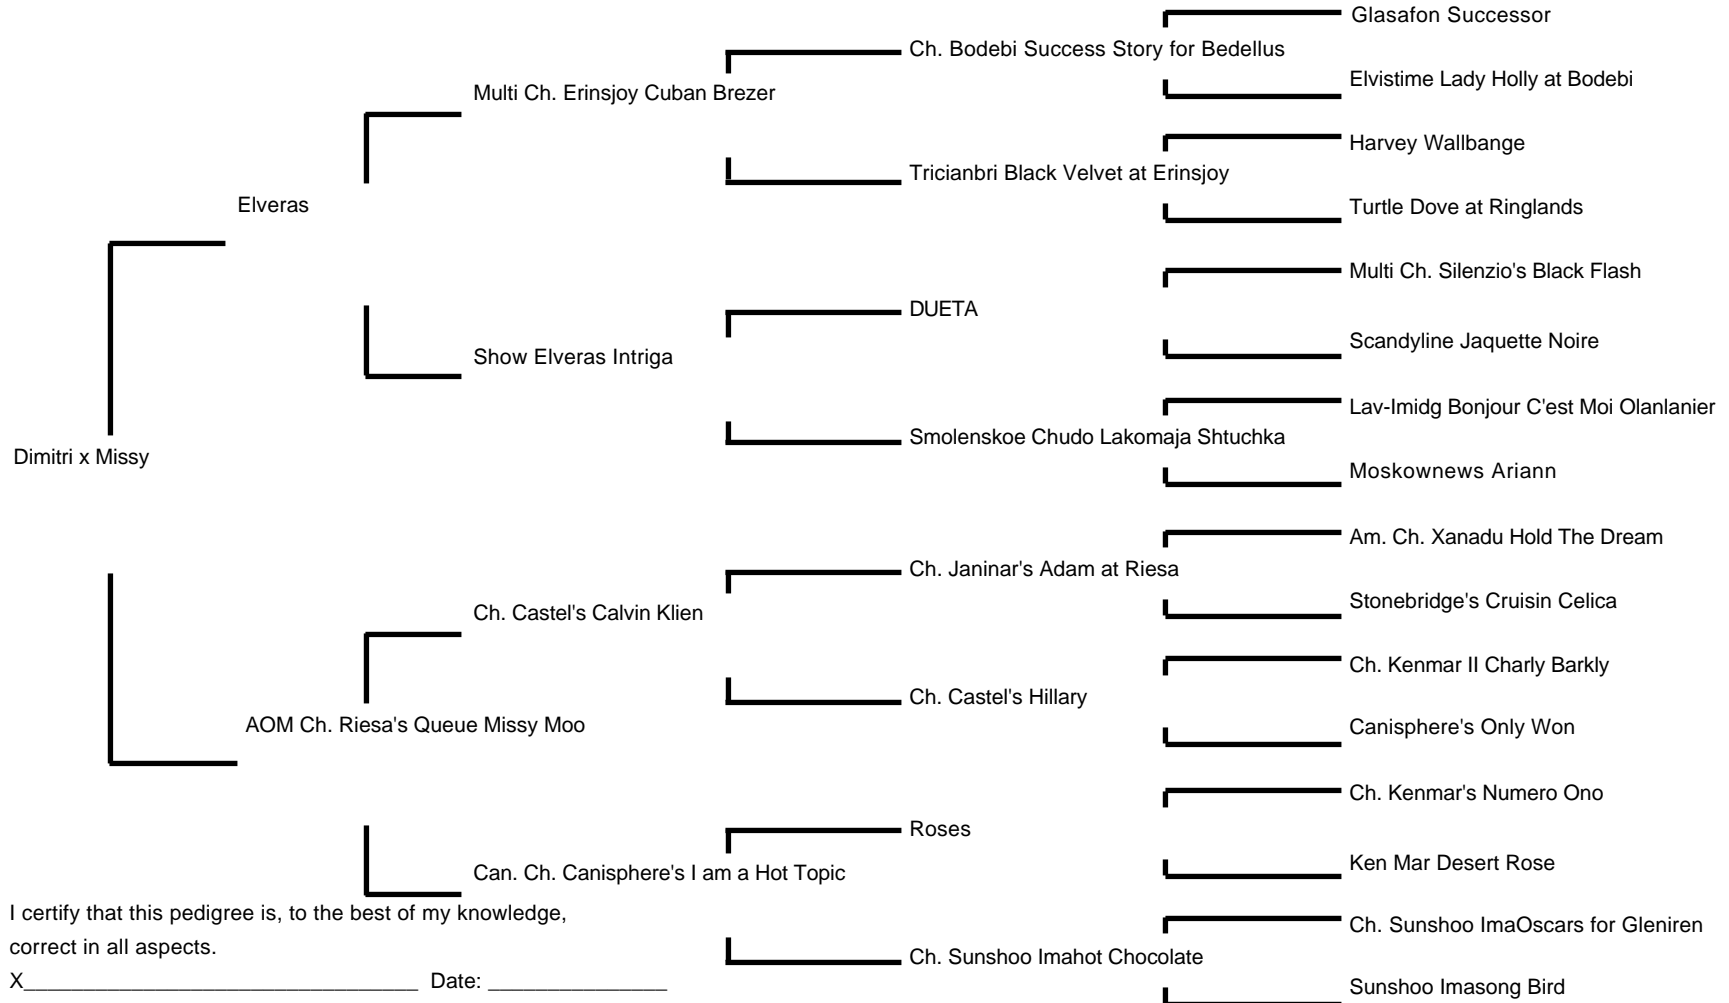 Glasafon Successor
Ch. Bodebi Success Story for Bedellus
Elvistime Lady Holly at Bodebi
Multi Ch. Erinsjoy Cuban Brezer
Harvey Wallbange
Tricianbri Black Velvet at Erinsjoy
Turtle Dove at Ringlands
Elveras
Multi Ch. Silenzio's Black Flash
DUETA
Scandyline Jaquette Noire
Show Elveras Intriga
Lav-Imidg Bonjour C'est Moi Olanlanier
Smolenskoe Chudo Lakomaja Shtuchka
Moskownews Ariann
Dimitri x Missy
Am. Ch. Xanadu Hold The Dream
Ch. Janinar's Adam at Riesa
Stonebridge's Cruisin Celica
Ch. Castel's Calvin Klien
Ch. Kenmar II Charly Barkly
Ch. Castel's Hillary
Canisphere's Only Won
AOM Ch. Riesa's Queue Missy Moo
Ch. Kenmar's Numero Ono
Roses
Ken Mar Desert Rose
Can. Ch. Canisphere's I am a Hot Topic
Ch. Sunshoo ImaOscars for Gleniren
Ch. Sunshoo Imahot Chocolate
Sunshoo Imasong Bird
I certify that this pedigree is, to the best of my knowledge,
correct in all aspects.
X_________________________________ Date: _______________